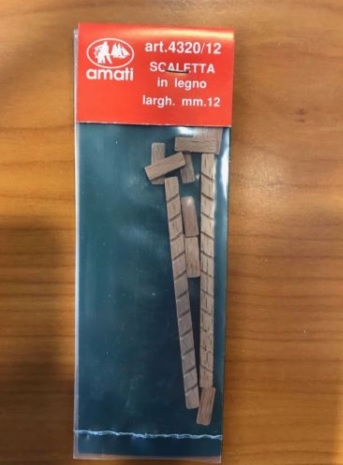 art.4320/12
amati
SCALETTA
in legno
largh. mm.12